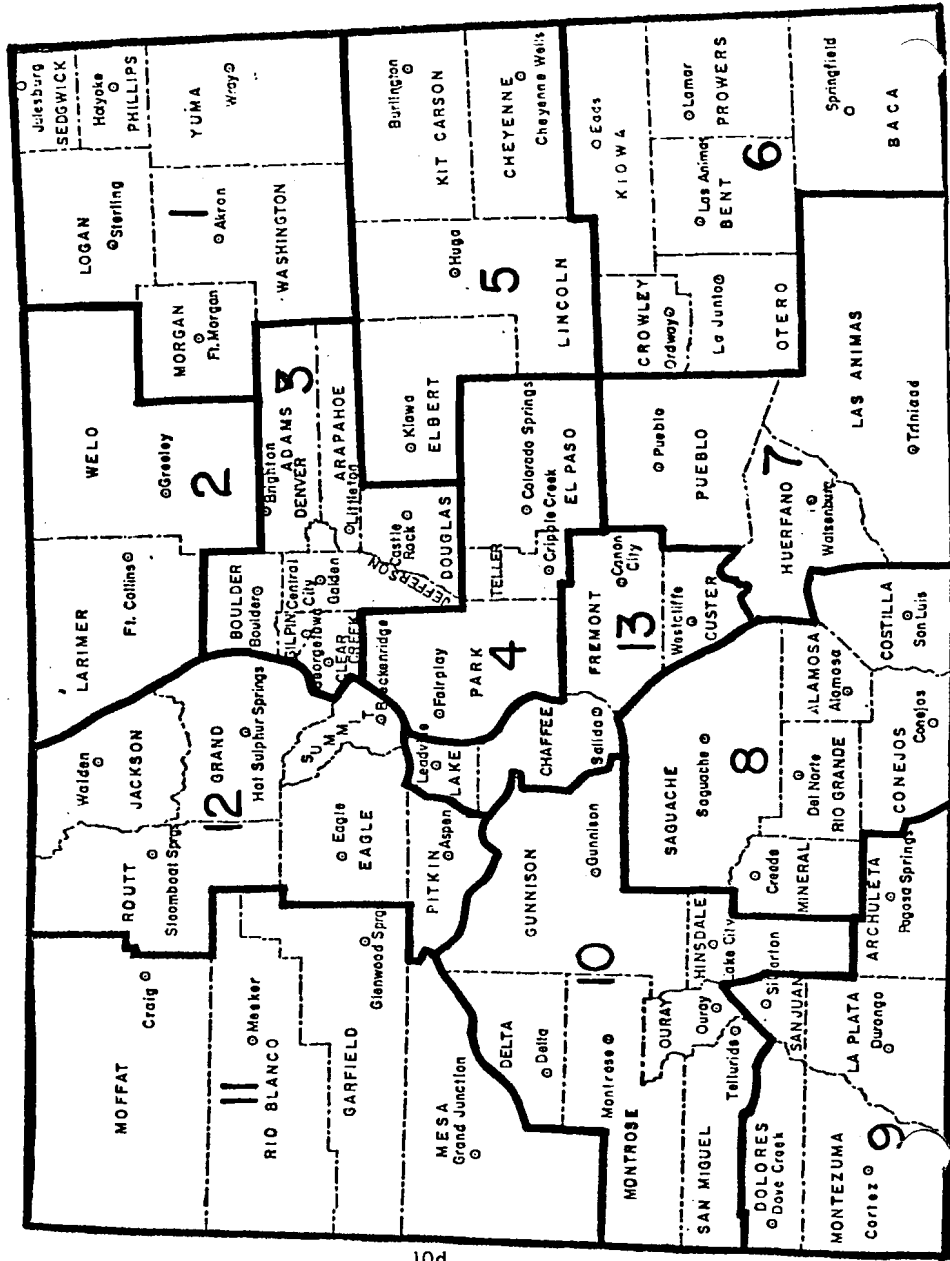 MOFFAT
Craig
ROUTT
Steamboat Sprgs
JACKSON
Walden
LARIMER
Ft. Collins
WELO
Greeley
2
LOGAN
Sterling
SEDGWICK
Julesburg
PHILLIPS
Holyoke
11
RIO BLANCO
Meeker
12
GRAND
Hot Sulphur Springs
BOULDER
Boulder
MORGAN
Ft. Morgan
1
WASHINGTON
Akron
YUMA
Wray
GARFIELD
Glenwood Sprg
EAGLE
Eagle
SUMMIT
Breckenridge
GILPIN
Central City
CLEAR CREEK
Georgetown
JEFFERSON
Golden
ADAMS
Brighton
3
DENVER
ARAPAHOE
Littleton
MESA
Grand Junction
PITKIN
Aspen
LAKE
Leadville
PARK
Fairplay
4
DOUGLAS
Castle Rock
ELBERT
Kiowa
5
LINCOLN
Hugo
KIT CARSON
Burlington
CHEYENNE
Cheyenne Wells
DELTA
Delta
GUNNISON
Gunnison
CHAFFEE
Salida
TELLER
Cripple Creek
EL PASO
Colorado Springs
10
MONTROSE
Montrose
OURAY
Ouray
HINSDALE
Lake City
SAGUACHE
Saguache
8
FREMONT
Canon City
13
CUSTER
Westcliffe
PUEBLO
Pueblo
CROWLEY
Ordway
KIOWA
Eads
SAN MIGUEL
Telluride
SAN JUAN
MINERAL
Creede
RIO GRANDE
Del Norte
ALAMOSA
Alamosa
HUERFANO
Walsenburg
7
OTERO
La Junta
BENT
Las Animas
6
PROWERS
Lamar
DOLORES
Dove Creek
MONTEZUMA
Cortez
9
LA PLATA
Durango
ARCHULETA
Pagosa Springs
CONEJOS
Conejos
COSTILLA
San Luis
LAS ANIMAS
Trinidad
BACA
Springfield
10d